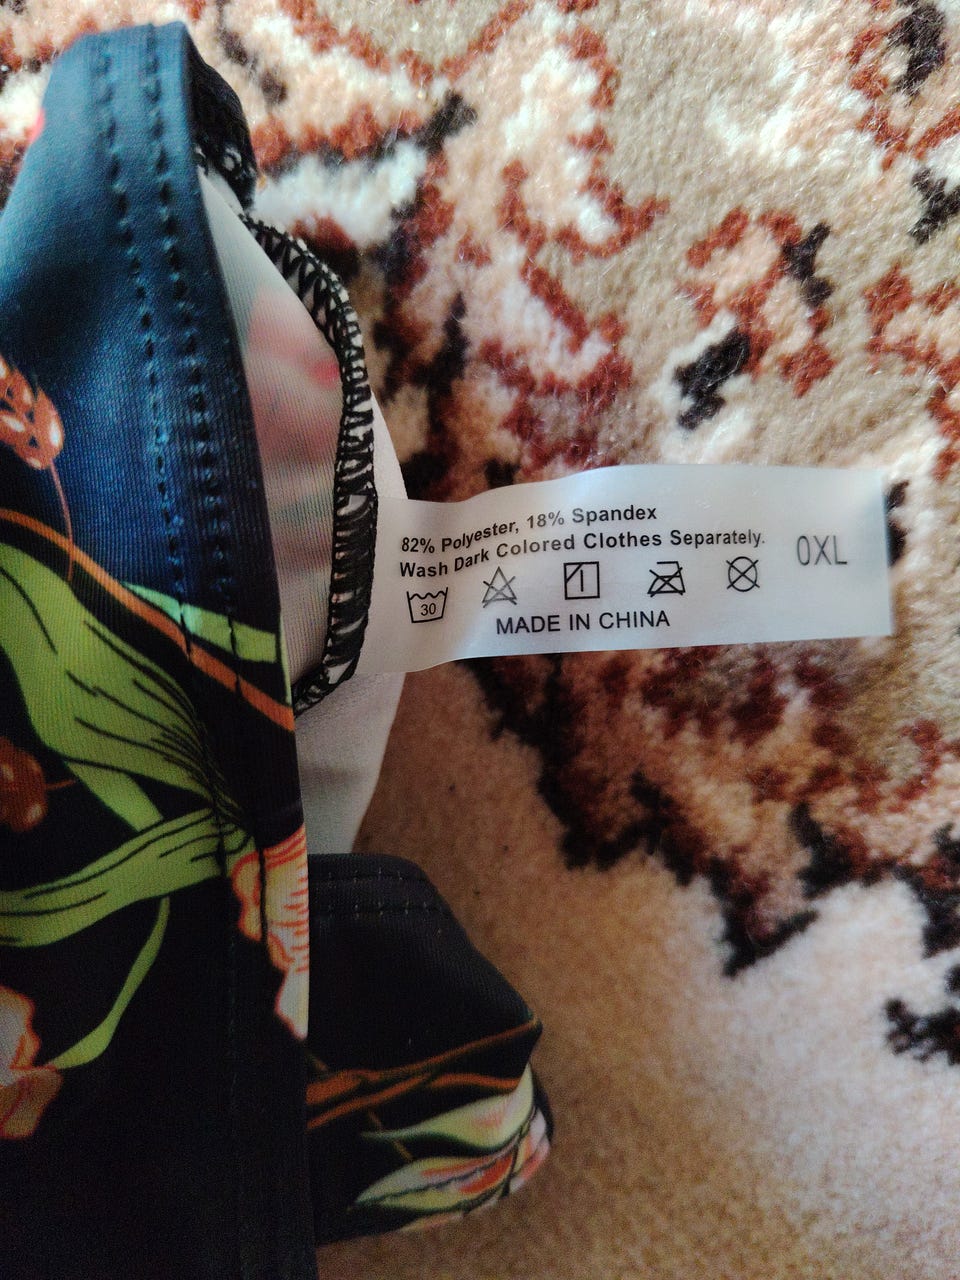 82% Polyester, 18% Spandex
Wash Dark Colored Clothes Separately.
30
MADE IN CHINA
0XL